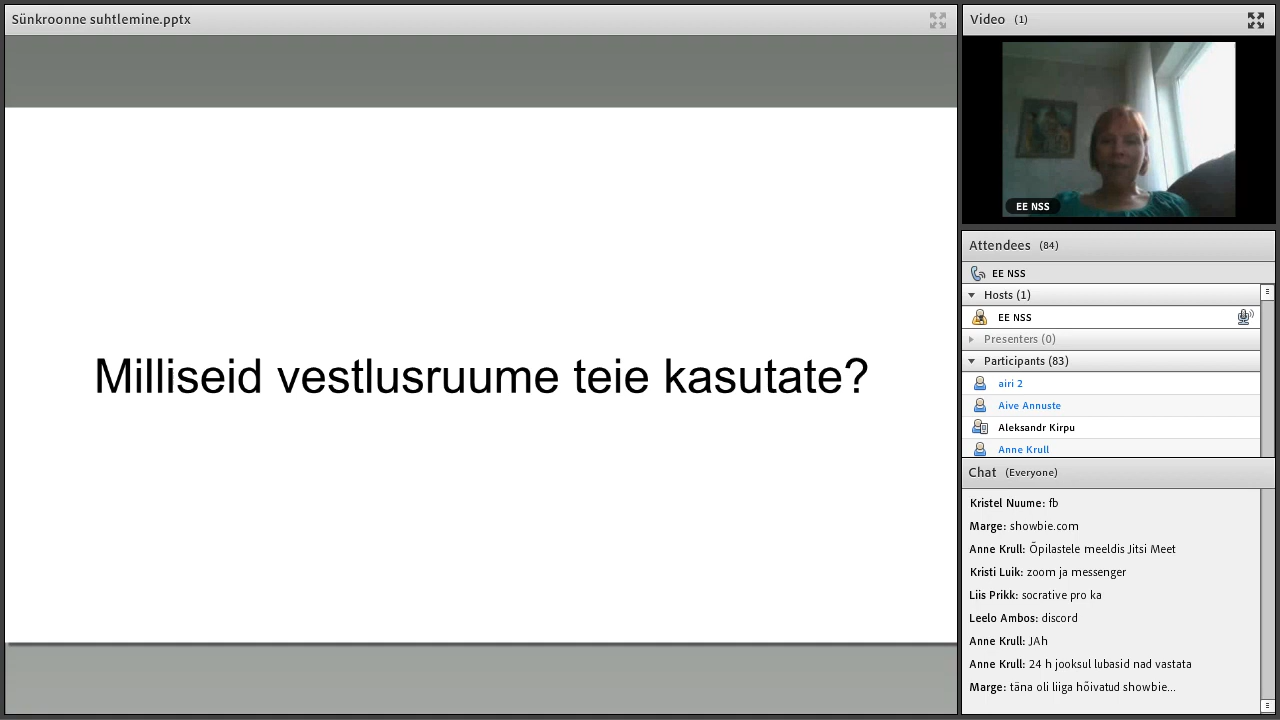 Sünkroonne suhtlemine.pptx
Milliseid vestlusruume teie kasutate?
Video (1)
EE NSS
Attendees (84)
EE NSS
Hosts (1)
EE NSS
Presenters (0)
Participants (83)
airi 2
Aive Annuste
Aleksandr Kirpu
Anne Krull
Chat (Everyone)
Kristel Nuume: fb
Marge: showbie.com
Anne Krull: Õpilastele meeldis Jitsi Meet
Kristi Luik: zoom ja messenger
Liis Prikk: socrative pro ka
Leelo Ambos: discord
Anne Krull: JAh
Anne Krull: 24 h jooksul lubasid nad vastata
Marge: täna oli liiga hõivatud showbie...